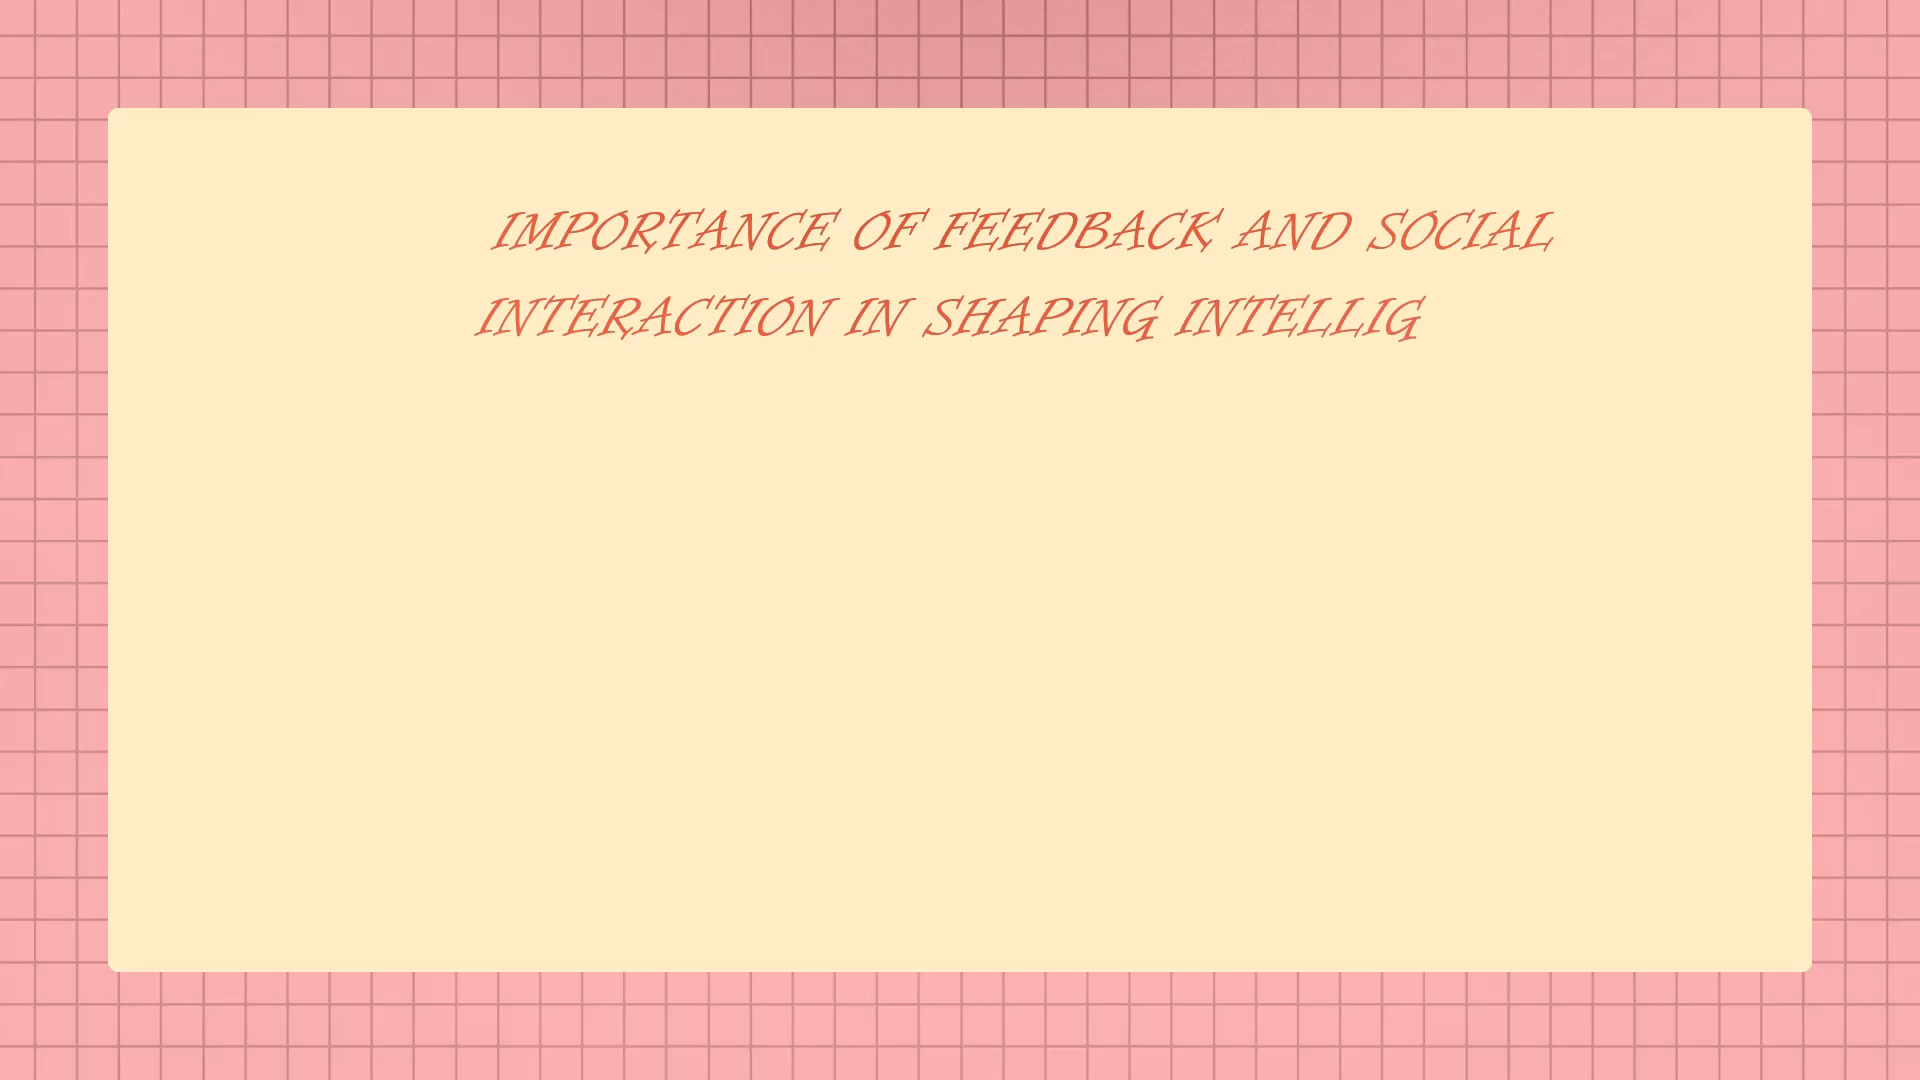 IMPORTANCE OF FEEDBACK AND SOCIAL
INTERACTION IN SHAPING INTELLIG